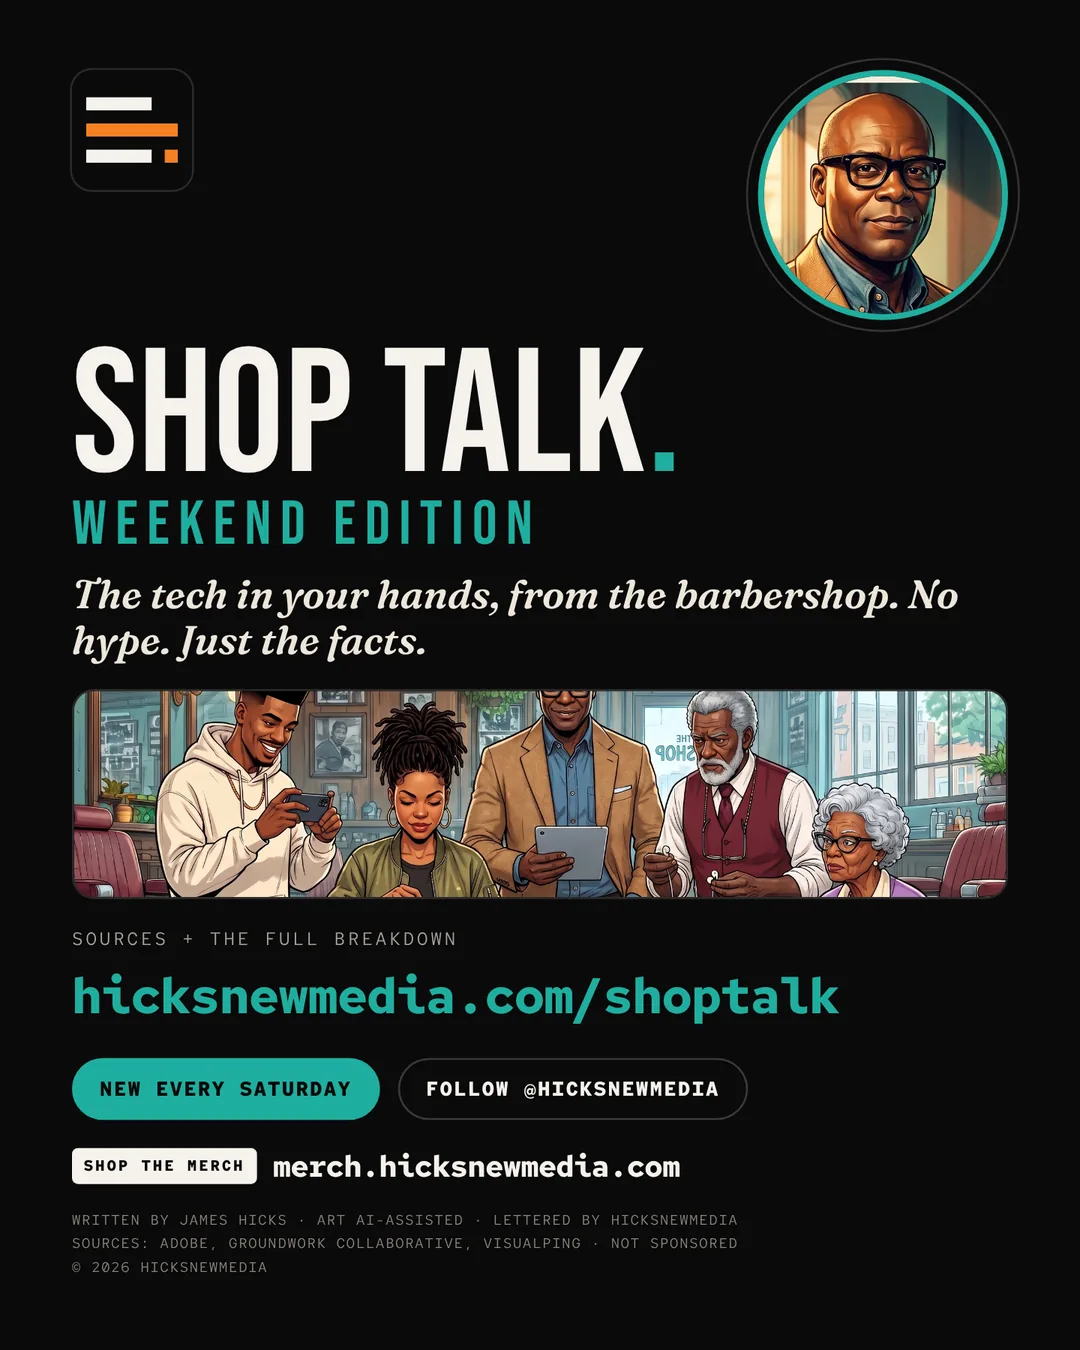 SHOP TALK.
WEEKEND EDITION
The tech in your hands, from the barbershop. No
hype. Just the facts.
THE
SHOP
SOURCES + THE FULL BREAKDOWN
hicksnewmedia.com/shoptalk
NEW EVERY SATURDAY
FOLLOW @HICKSNEWMEDIA
SHOP THE MERCH
merch.hicksnewmedia.com
WRITTEN BY JAMES HICKS · ART AI-ASSISTED · LETTERED BY HICKSNEWMEDIA
SOURCES: ADOBE, GROUNDWORK COLLABORATIVE, VISUALPING · NOT SPONSORED
© 2026 HICKSNEWMEDIA